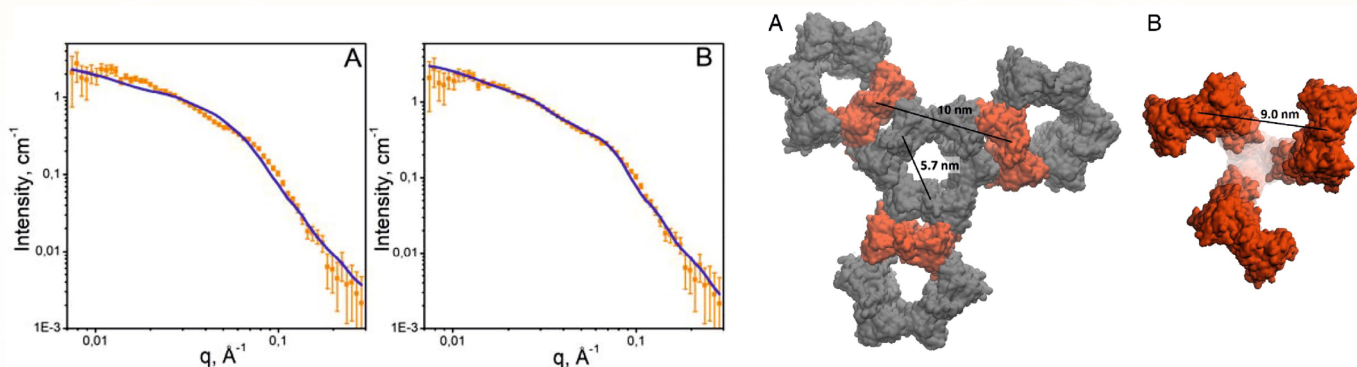 A
Intensity, cm⁻¹
1
0,1
0,01
1E-3
0,01
0,1
q, Å⁻¹
B
Intensity, cm⁻¹
1
0,1
0,01
1E-3
0,01
0,1
q, Å⁻¹
A
10 nm
5.7 nm
B
9.0 nm